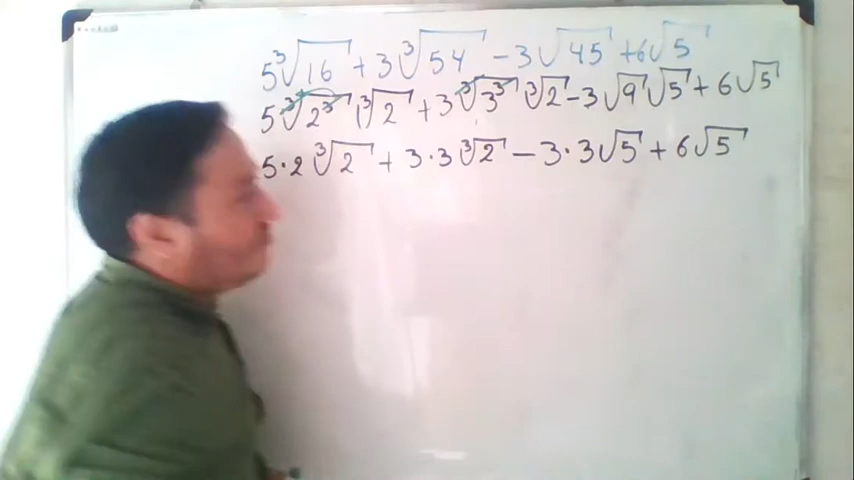 5∛16 + 3∛54 - 3√45 + 6√5
5∛2³ ∛2 + 3∛3³ ∛2 - 3√9 √5 + 6√5
5·2∛2 + 3·3∛2 - 3·3√5 + 6√5